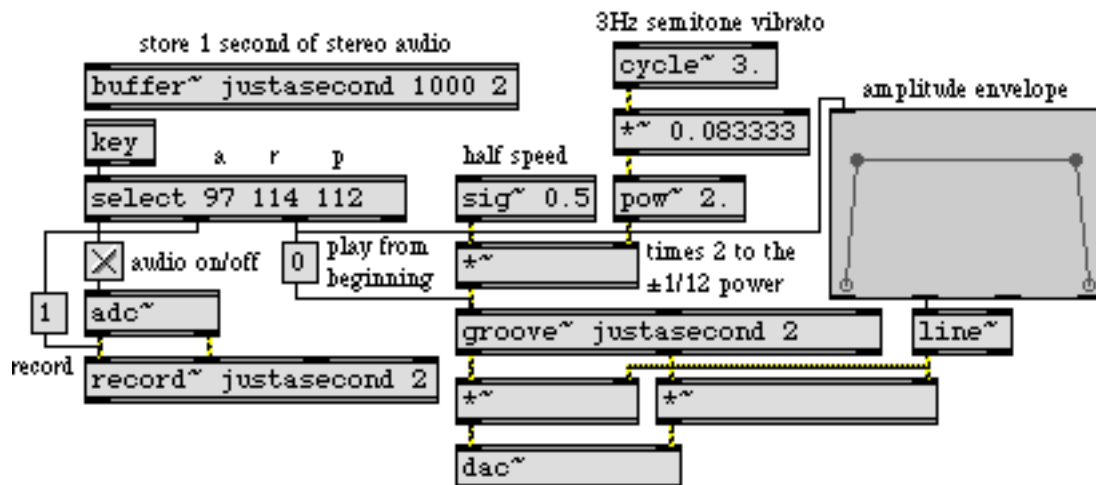 3Hz semitone vibrato
store 1 second of stereo audio
cycle~ 3.
buffer~ justasecond 1000 2
amplitude envelope
*~ 0.083333
key
a r p
half speed
select 97 114 112
sig~ 0.5
pow~ 2.
audio on/off
0
play from
beginning
*~
times 2 to the
±1/12 power
1
adc~
groove~ justasecond 2
line~
record
record~ justasecond 2
*~
*~
dac~